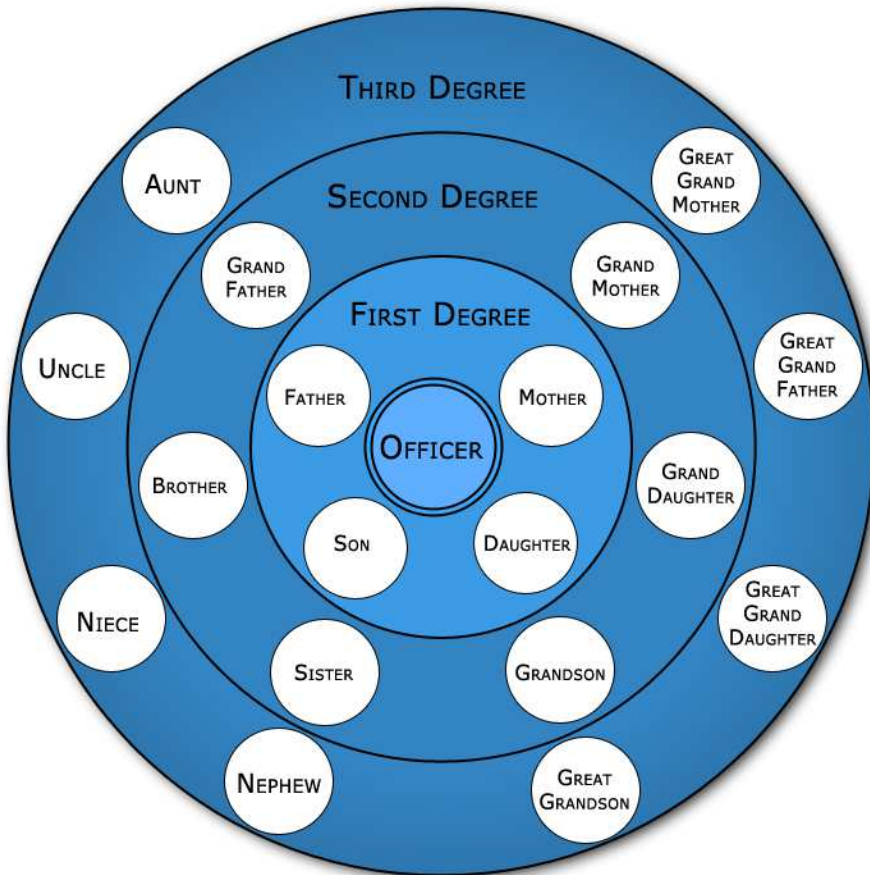 Third Degree
Aunt
Great
Grand
Mother
Second Degree
Grand
Father
Grand
Mother
First Degree
Uncle
Great
Grand
Father
Father
Mother
Officer
Brother
Grand
Daughter
Son
Daughter
Niece
Great
Grand
Daughter
Sister
Grandson
Nephew
Great
Grandson